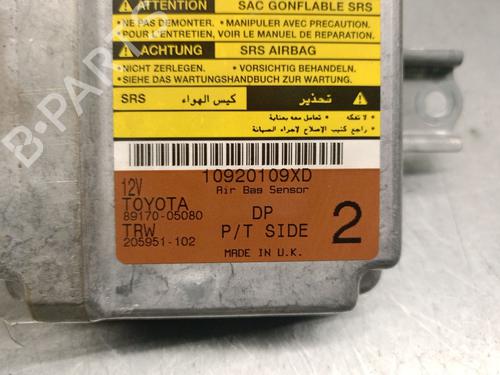 ATTENTION SAC GONFLABLE SRS
•NE PAS DEMONTER. •MANIPULER AVEC PRECAUTION.
•POUR L'ENTRETIEN, VOIR LE MANUEL DE REPARATION.
ACHTUNG SRS AIRBAG
•NICHT ZERLEGEN. •VORSICHTIG BEHANDELN.
•SIEHE DAS WARTUNGSHANDBUCH ZUR WARTUNG.
SRS كيس الهواء تحذير
• لا تفكه • تعامل معه بعناية
• راجع كتيب الإصلاح لاجراء الصيانة
10920109XD
12V Air Bag Sensor
TOYOTA
89170-05080 DP
TRW P/T SIDE 2
205951-102
MADE IN U.K.
B-PARTS